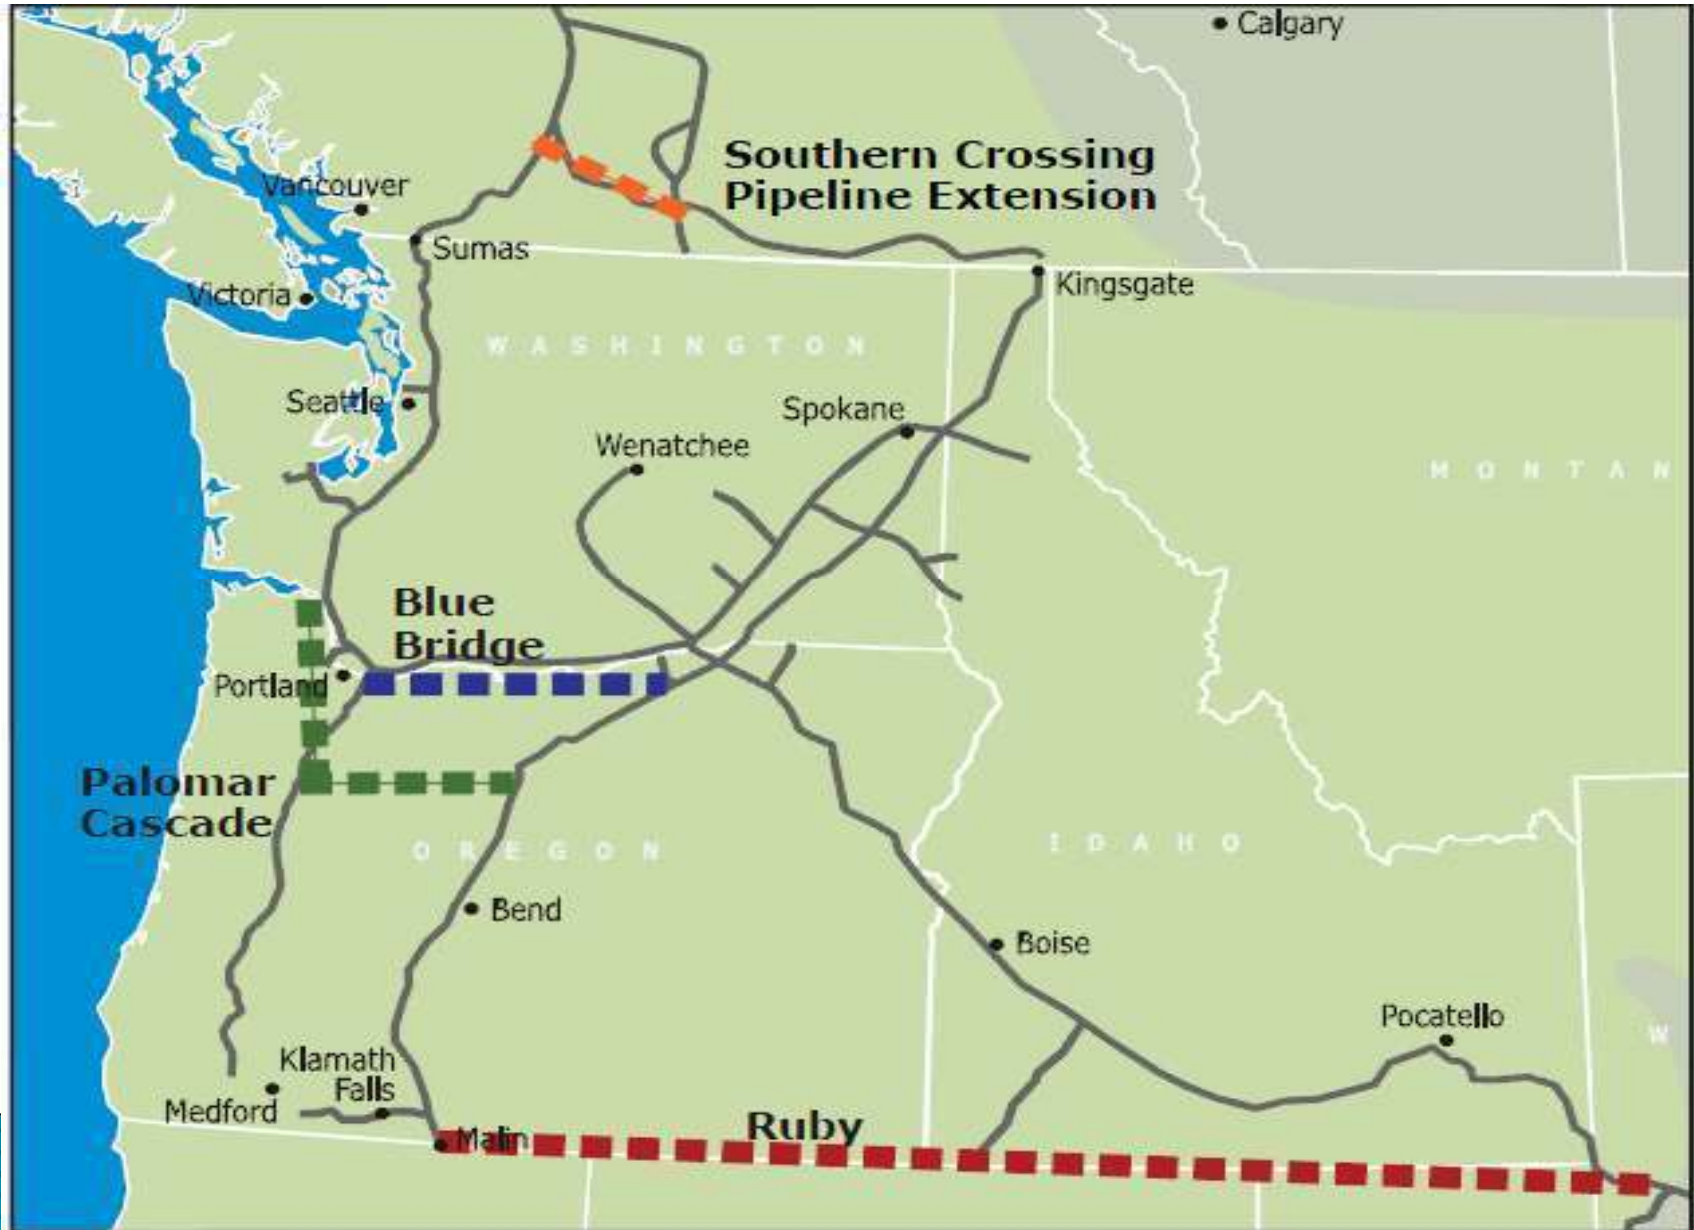 Calgary
Southern Crossing
Pipeline Extension
Vancouver
Sumas
Kingsgate
Victoria
WASHINGTON
Seattle
Spokane
Wenatchee
MONTAN
Blue
Bridge
Portland
Palomar
Cascade
OREGON
IDAHO
Bend
Boise
Pocatello
W
Klamath
Falls
Medford
Ruby
Malin